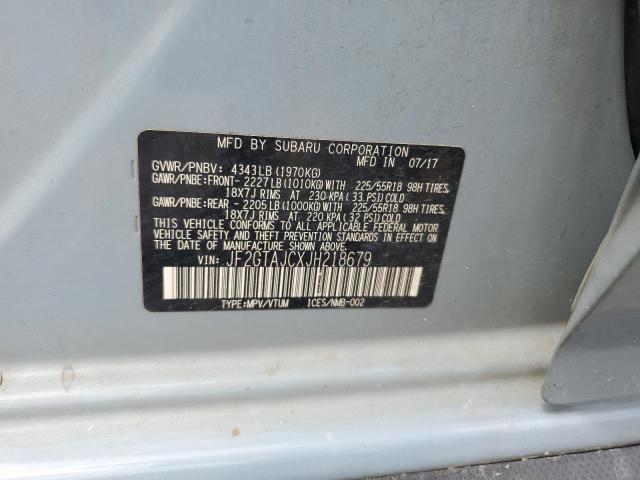 MFD BY SUBARU CORPORATION
MFD IN 07/17
GVWR/PNBV: 4343LB(1970KG)
GAWR/PNBE:FRONT- 2227LB(1010KG)WITH 225/55R18 98H TIRES,
18X7J RIMS AT 230 KPA(33 PSI)COLD
GAWR/PNBE:REAR - 2205LB(1000KG)WITH 225/55R18 98H TIRES,
18X7J RIMS AT 220 KPA(32 PSI)COLD
THIS VEHICLE CONFORMS TO ALL APPLICABLE FEDERAL MOTOR
VEHICLE SAFETY AND BUMPER STANDARDS IN EFFECT ON THE
DATE OF MANUFACTURE SHOWN ABOVE.
VIN: JF2GTAJCXJH218679
TYPE:MPV/VTUM ICES/NMB-002